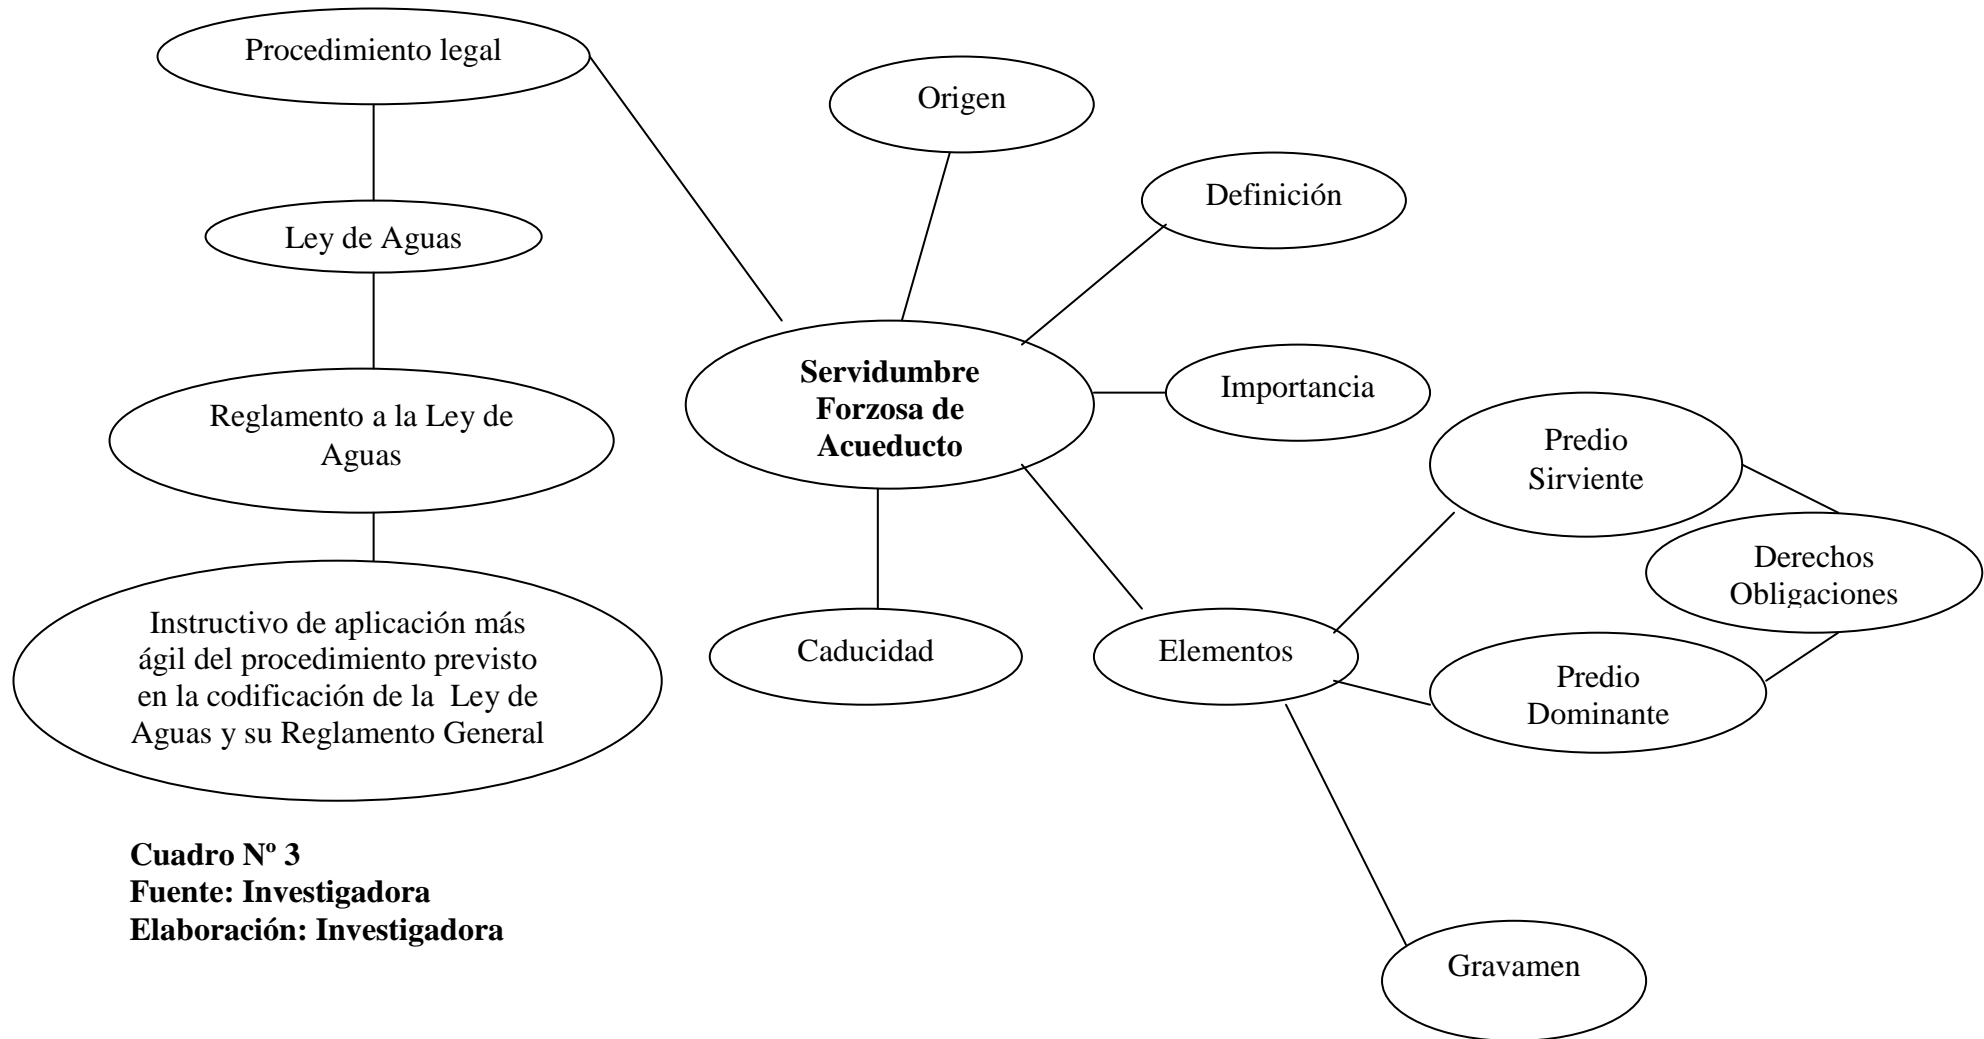 Procedimiento legal
Origen
Definición
Ley de Aguas
Servidumbre
Forzosa de
Acueducto
Importancia
Reglamento a la Ley de
Aguas
Predio
Sirviente
Derechos
Obligaciones
Instructivo de aplicación más
ágil del procedimiento previsto
en la codificación de la  Ley de
Aguas y su Reglamento General
Caducidad
Elementos
Predio
Dominante
Cuadro Nº 3
Fuente: Investigadora
Elaboración: Investigadora
Gravamen